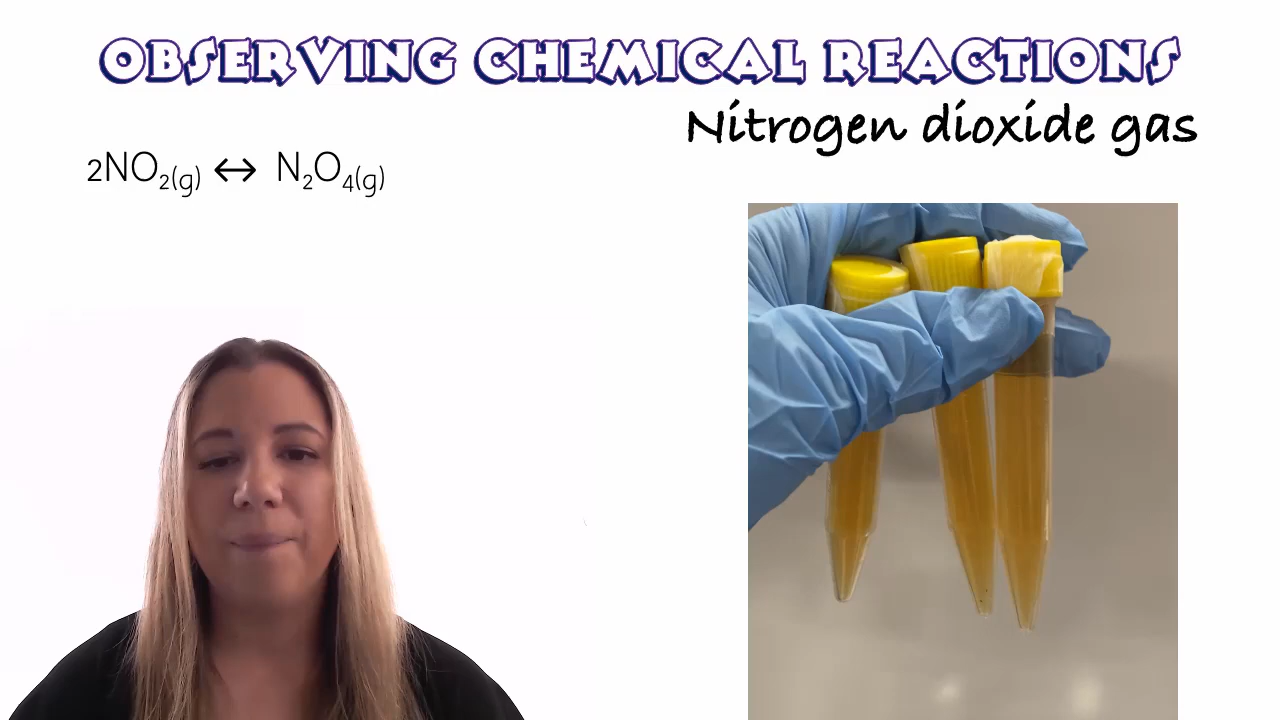 OBSERVING CHEMICAL REACTIONS
Nitrogen dioxide gas
2NO₂(g) ↔ N₂O₄(g)